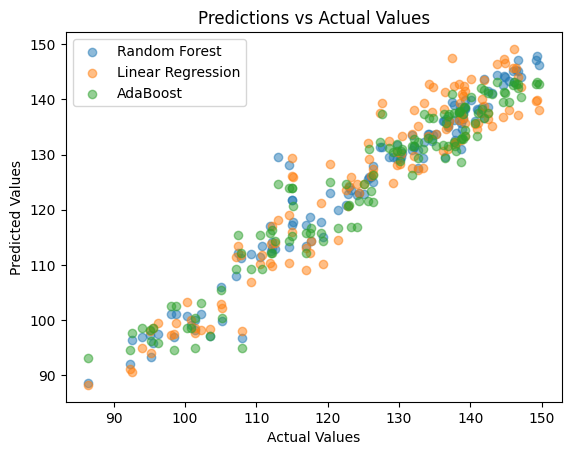 Predictions vs Actual Values
Random Forest
Linear Regression
AdaBoost
Predicted Values
150
140
130
120
110
100
90
90
100
110
120
130
140
150
Actual Values